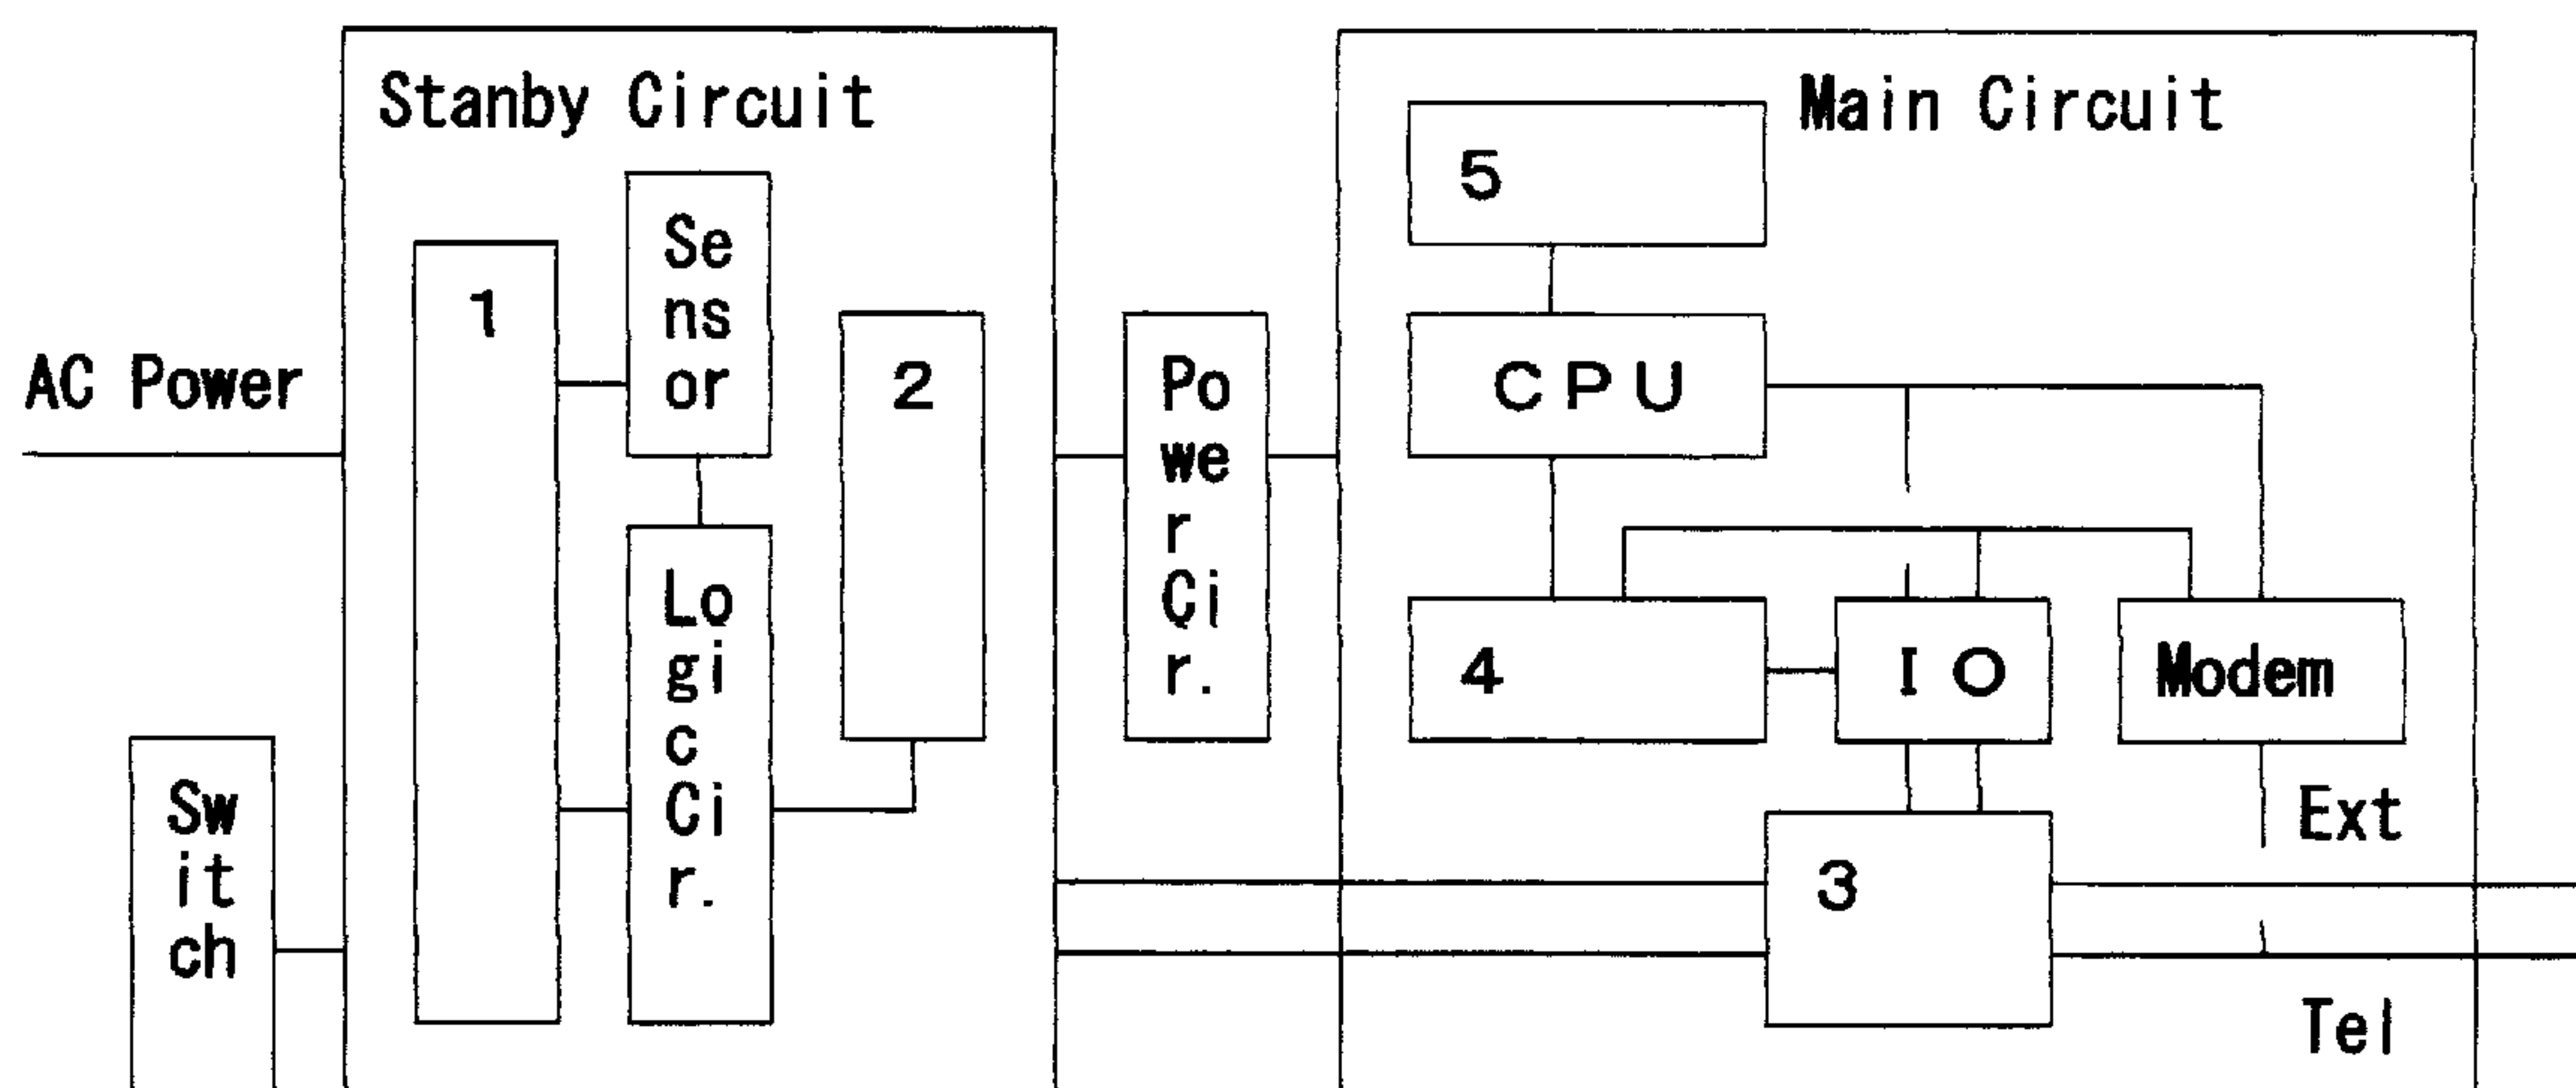 Stanby Circuit
Main Circuit
5
Se
ns
or
1
2
AC Power
Po
we
r
Ci
r.
CPU
Lo
gi
c
Ci
r.
4
IO
Modem
Sw
it
ch
Ext
3
Tel